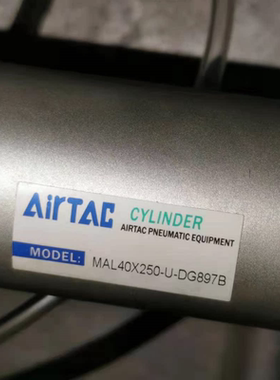 AirTAC CYLINDER
AIRTAC PNEUMATIC EQUIPMENT
MODEL: MAL40X250-U-DG897B